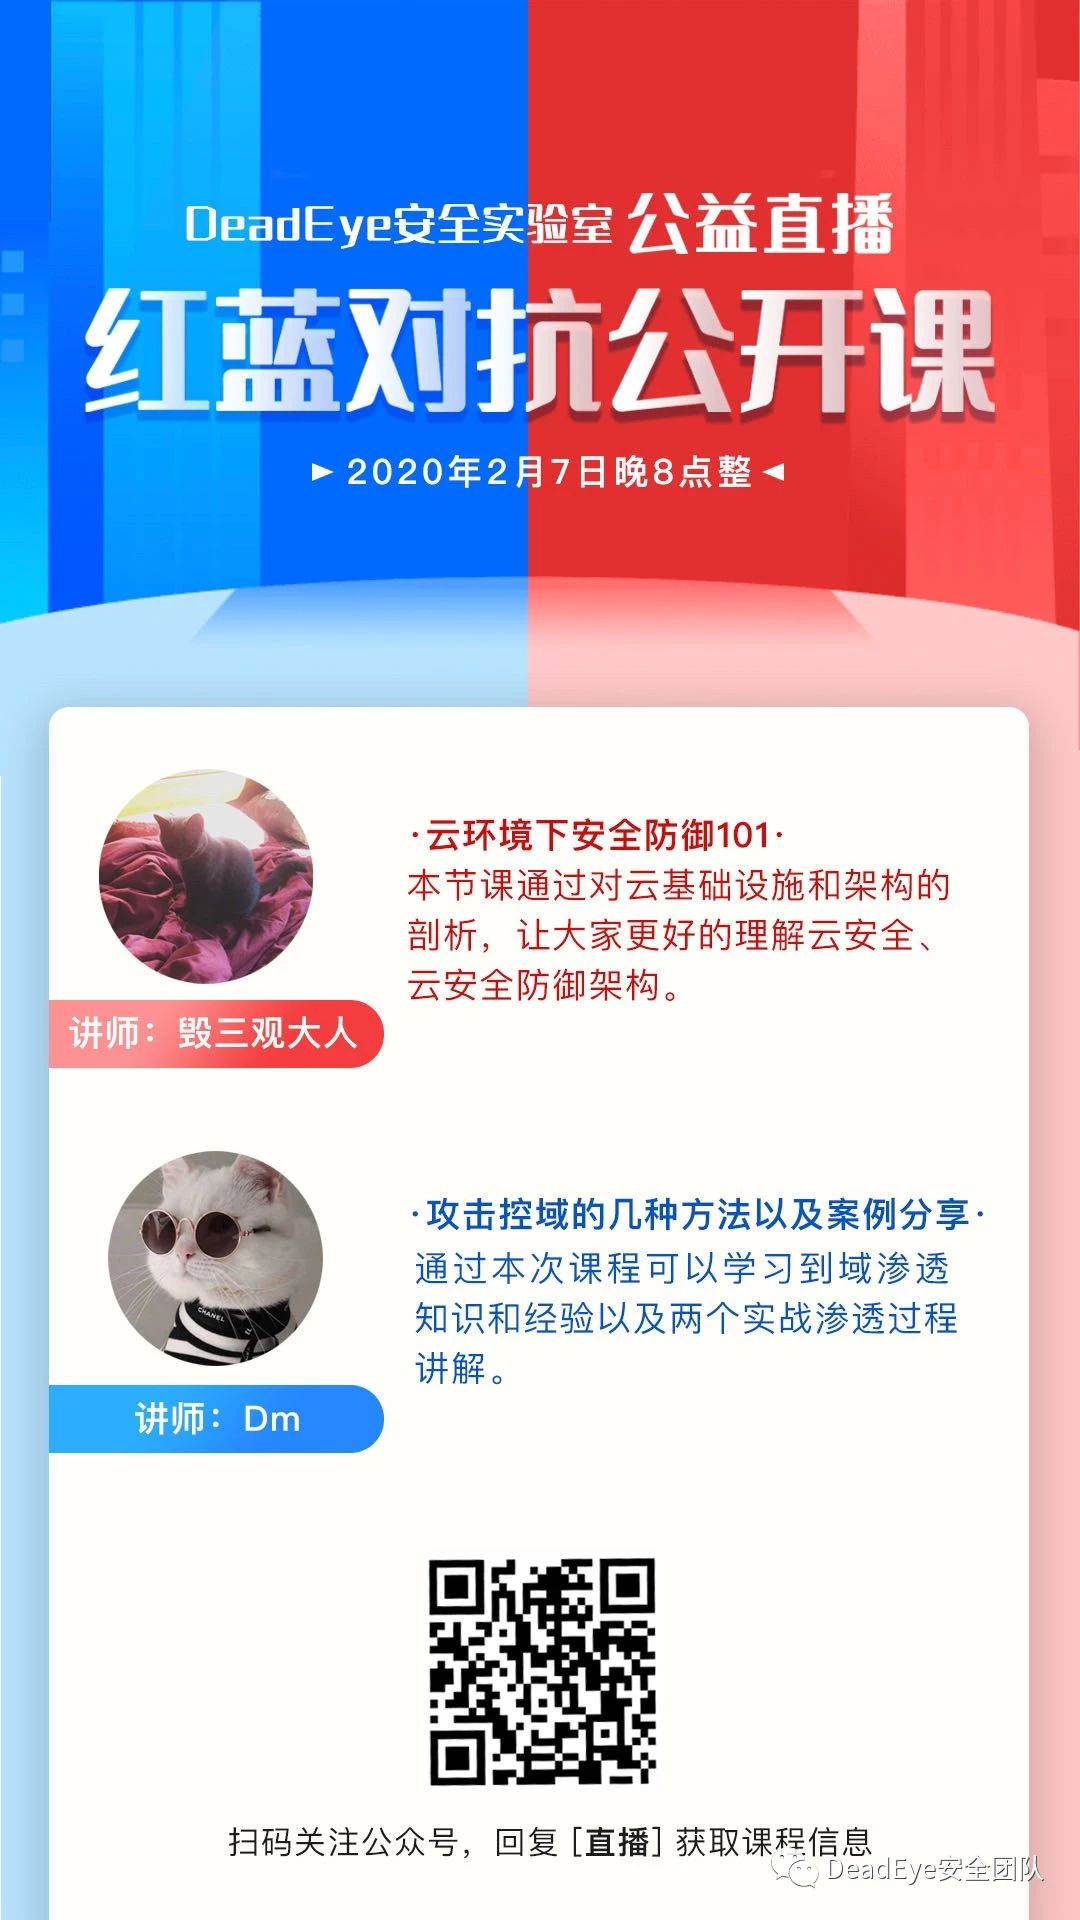 DeadEye安全实验室 公益直播
红蓝对抗公开课
2020年2月7日晚8点整
·云环境下安全防御101·
本节课通过对云基础设施和架构的
剖析，让大家更好的理解云安全、
云安全防御架构。
讲师：毁三观大人
·攻击控域的几种方法以及案例分享·
通过本次课程可以学习到域渗透
知识和经验以及两个实战渗透过程
讲解。
CHANEL
讲师：Dm
扫码关注公众号，回复 [直播] 获取课程信息
DeadEye安全团队